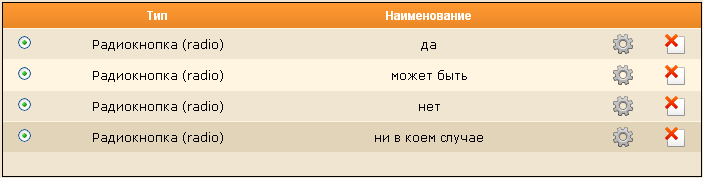 Тип Наименование
Радиокнопка (radio) да
Радиокнопка (radio) может быть
Радиокнопка (radio) нет
Радиокнопка (radio) ни в коем случае